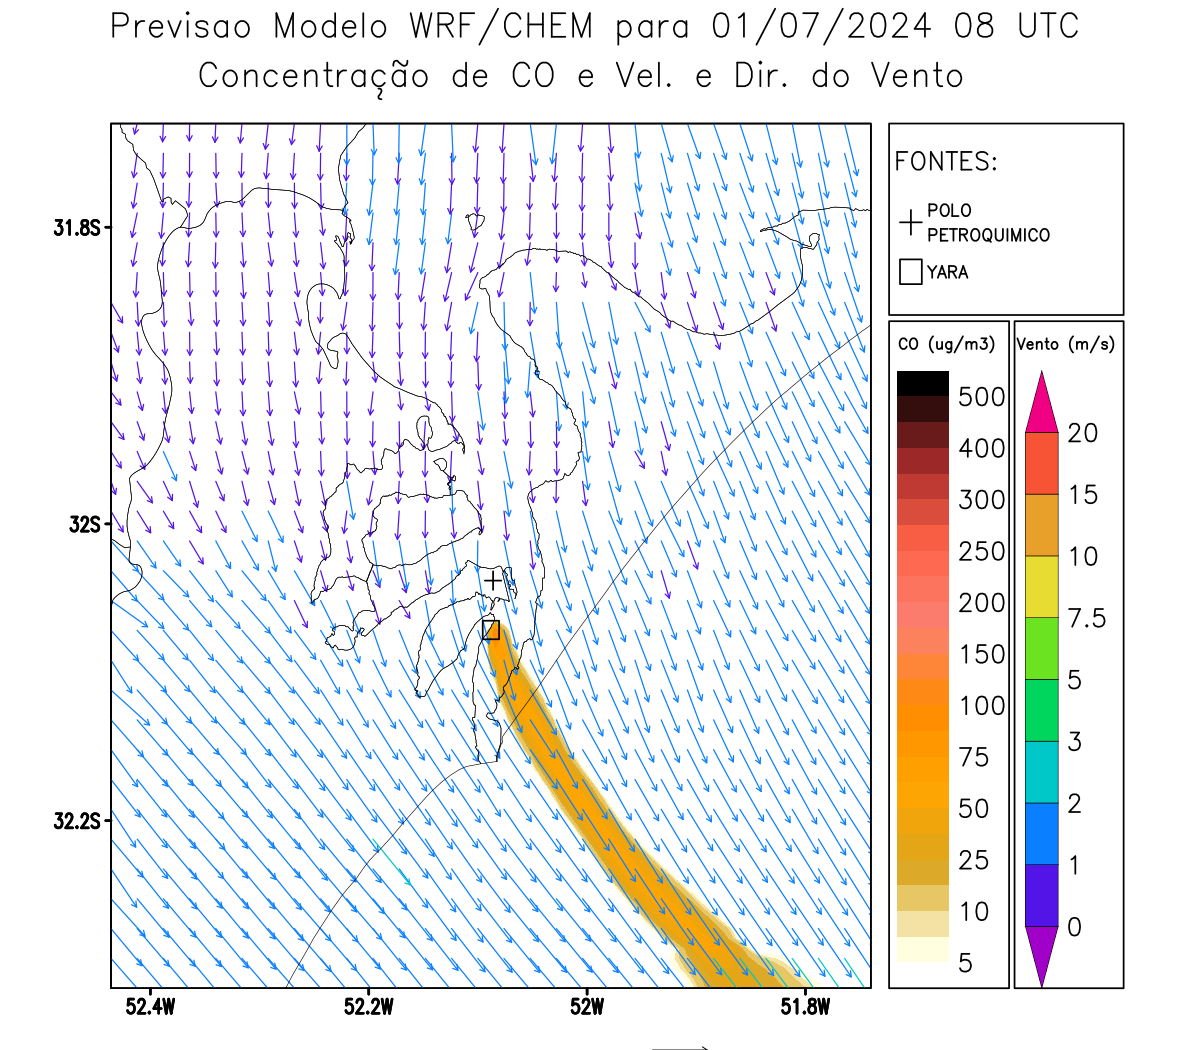 Previsao Modelo WRF/CHEM para 01/07/2024 08 UTC
Concentração de CO e Vel. e Dir. do Vento
FONTES:
POLO
PETROQUIMICO
YARA
CO (ug/m3)
500
400
300
250
200
150
100
75
50
25
10
5
Vento (m/s)
20
15
10
7.5
5
3
2
1
0
31.8S
32S
32.2S
52.4W
52.2W
52W
51.8W